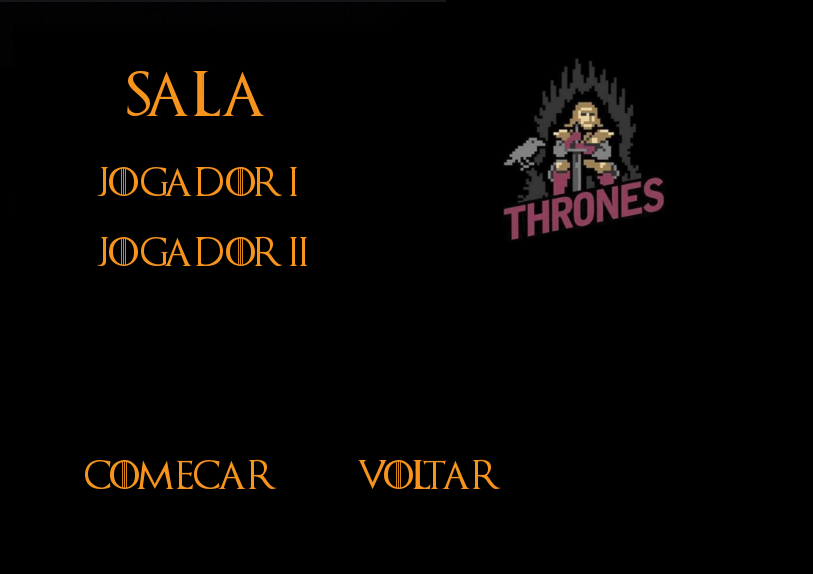 SALA
JOGADOR I
JOGADOR II
THRONES
COMECAR
VOLTAR